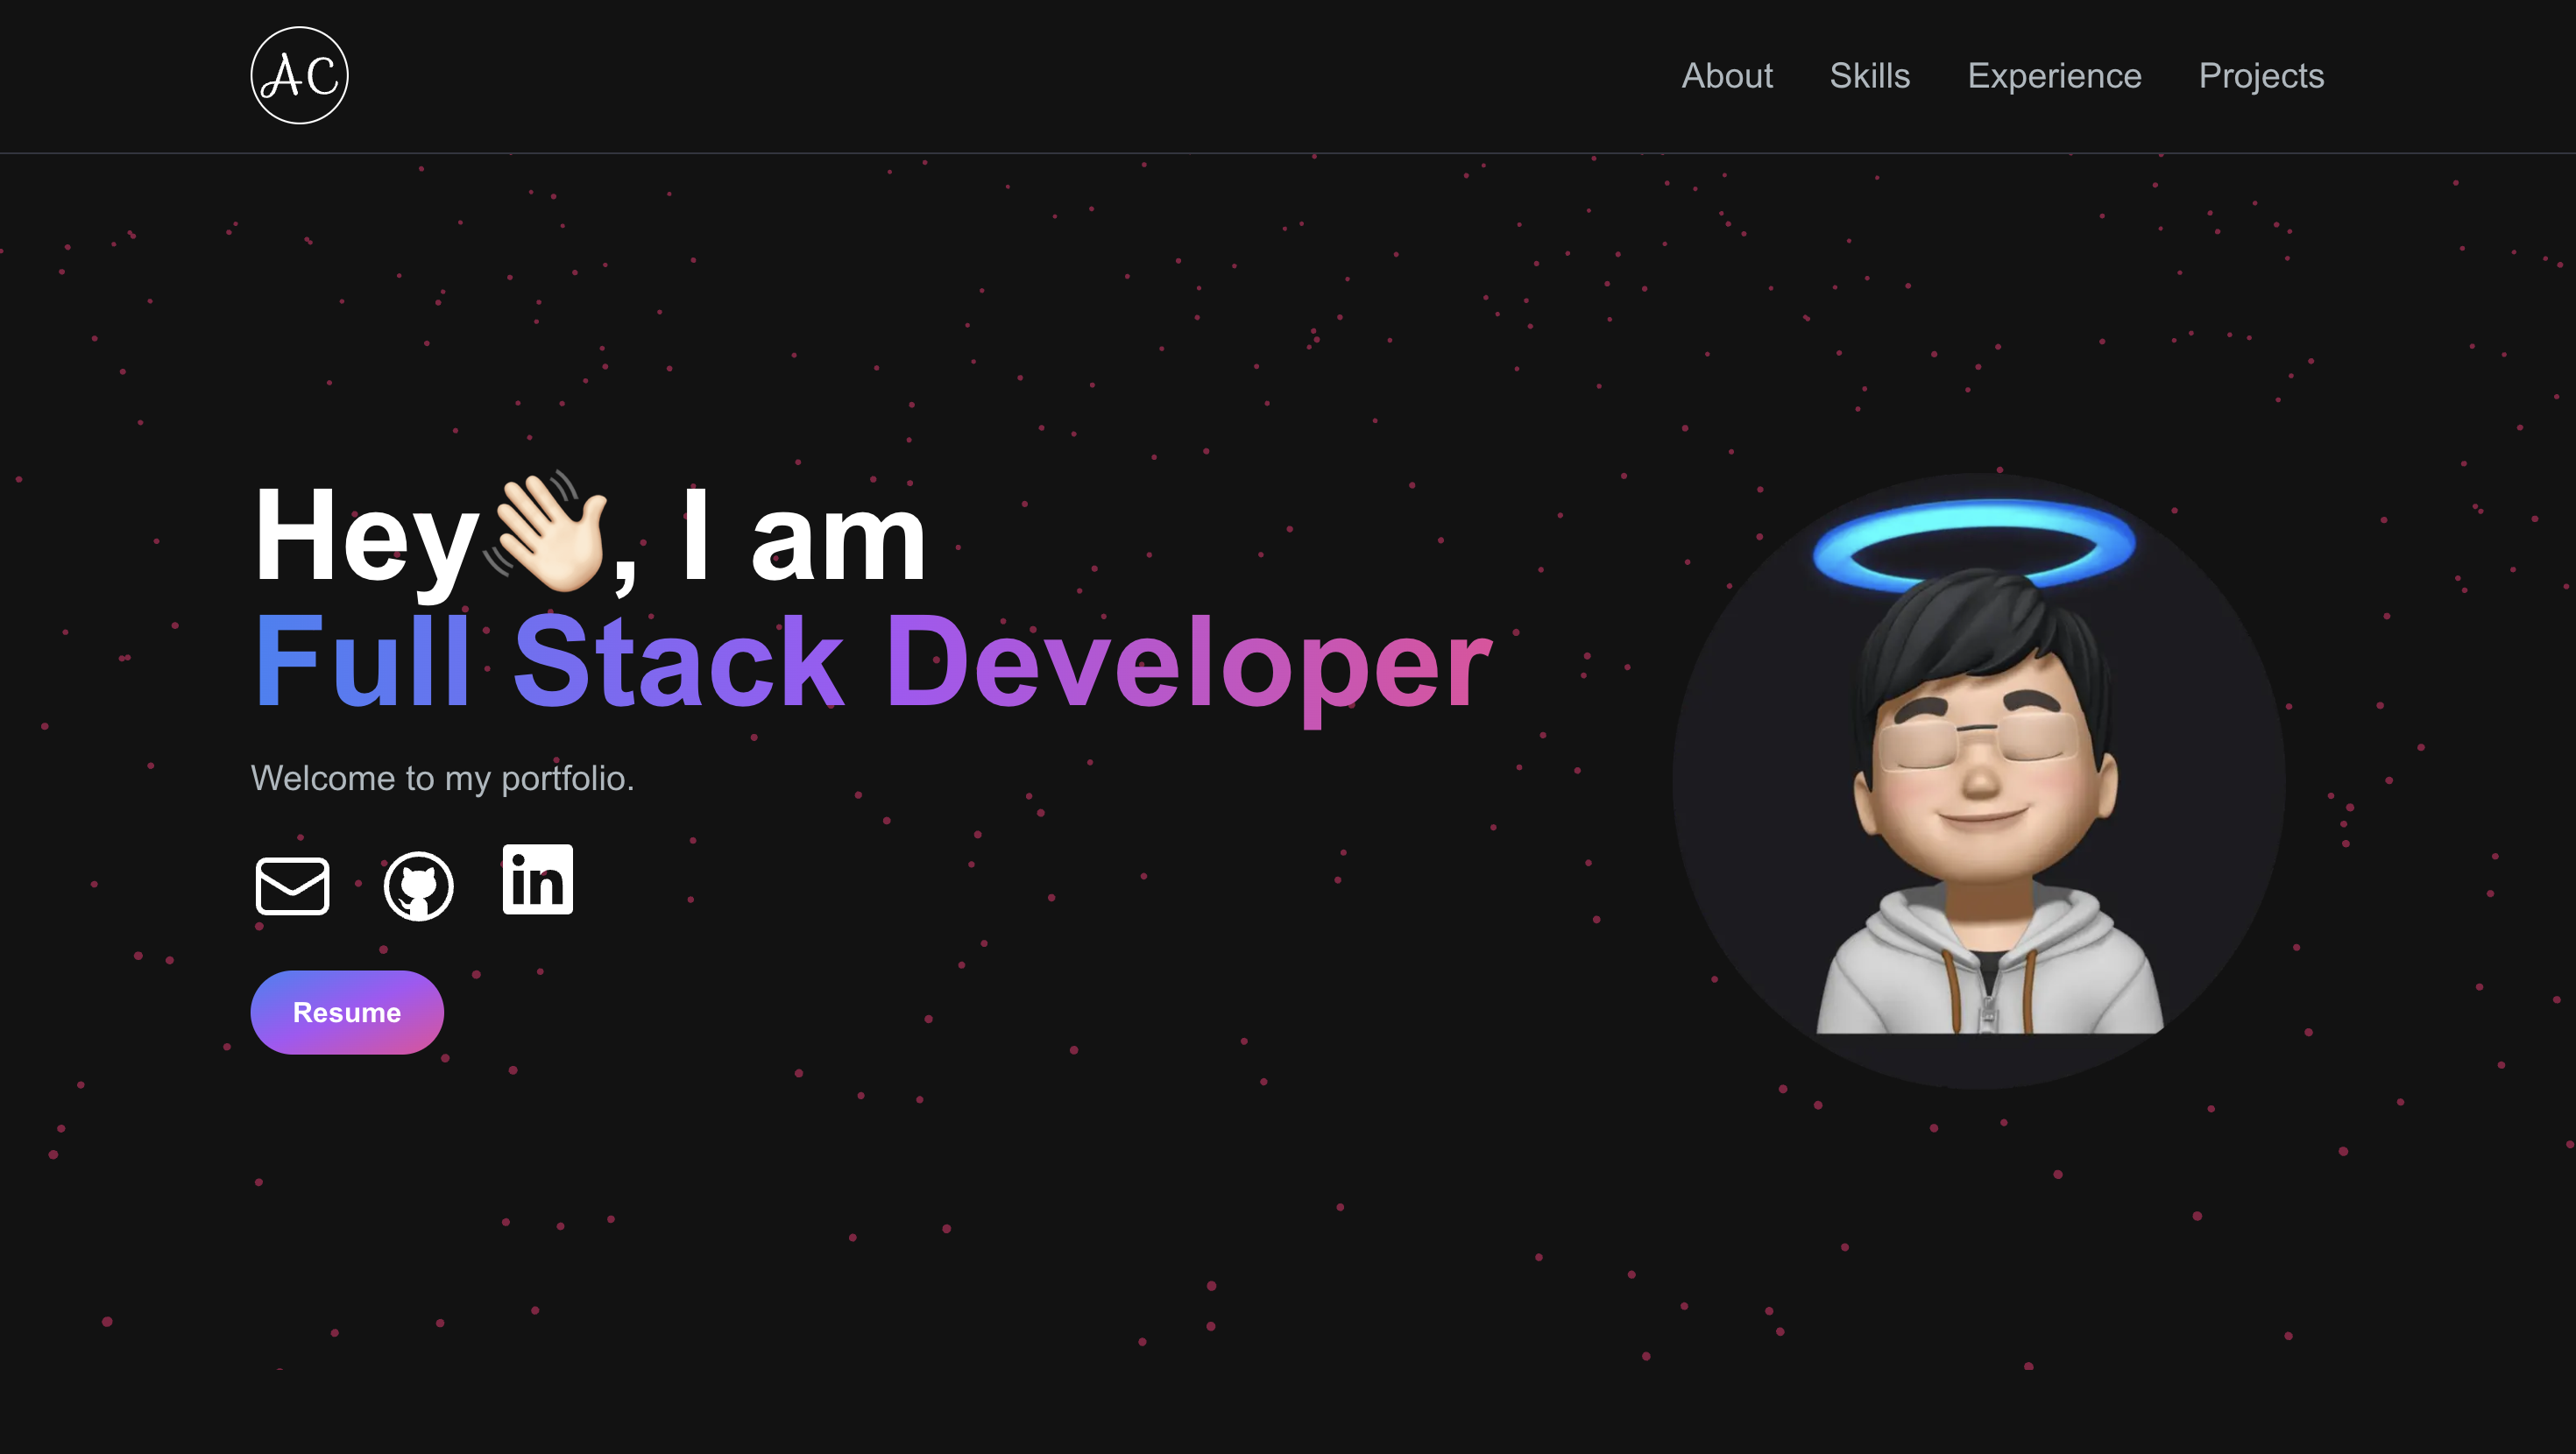 AC
About Skills Experience Projects
Hey👋🏻, I am
Full Stack Developer
Welcome to my portfolio.
in
Resume